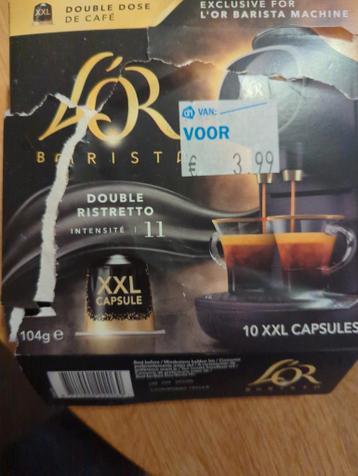 XXL
DOUBLE DOSE
DE CAFÉ
EXCLUSIVE FOR
L'OR BARISTA MACHINE
L'OR
BARISTA
ah VAN:
VOOR
€ 3.99
DOUBLE
RISTRETTO
INTENSITÉ | 11
XXL
CAPSULE
104g e
10 XXL CAPSULES
L'OR
BARISTA